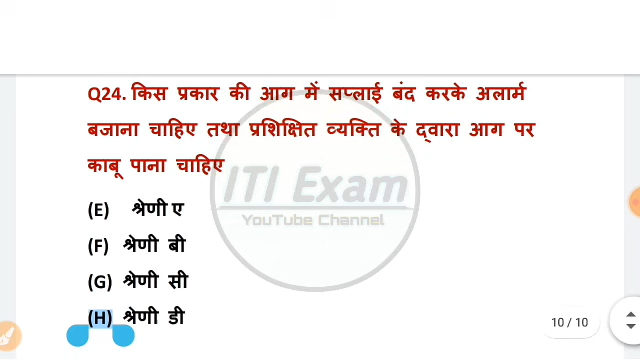 Q24. किस प्रकार की आग में सप्लाई बंद करके अलार्म
बजाना चाहिए तथा प्रशिक्षित व्यक्ति के द्वारा आग पर
काबू पाना चाहिए
ITI Exam
YouTube Channel
(E) श्रेणी ए
(F) श्रेणी बी
(G) श्रेणी सी
(H) श्रेणी डी
10 / 10